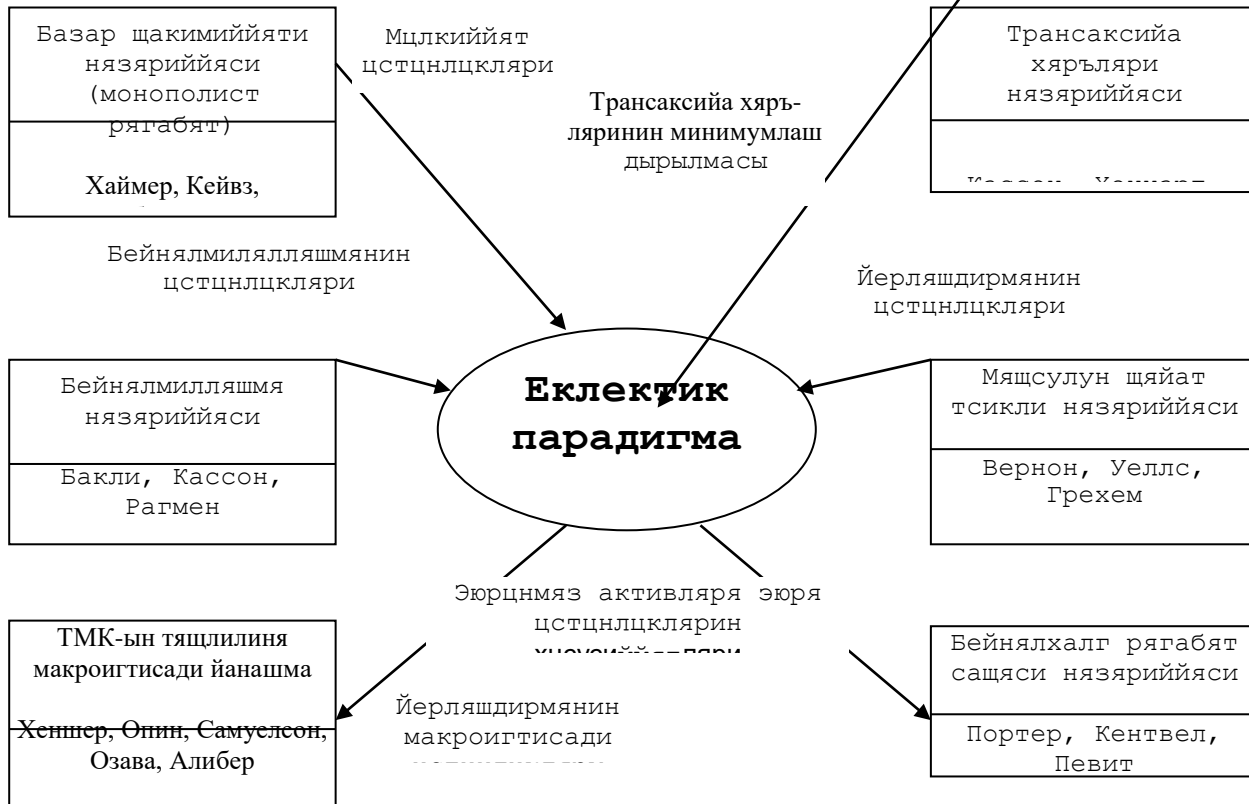 Базар щакимиййяти
нязяриййяси
(монополист
рягабят)
Хаймер, Кейвз,
Мцлкиййят
цстцнлцкляри
Трансаксийа хяръ-
ляринин минимумлаш
дырылмасы
Трансаксийа
хяръляри
нязяриййяси
Бейнялмилялляшмянин
цстцнлцкляри
Йерляшдирмянин
цстцнлцкляри
Бейнялмилляшмя
нязяриййяси
Бакли, Кассон,
Рагмен
Еклектик
парадигма
Мящсулун щяйат
тсикли нязяриййяси
Вернон, Уеллс,
Грехем
Эюрцнмяз активляря эюря
цстцнлцклярин
ТМК-ын тящлилиня
макроигтисади йанашма
Хеншер, Опин, Самуелсон,
Озава, Алибер
Йерляшдирмянин
макроигтисади
Бейнялхалг рягабят
сащяси нязяриййяси
Портер, Кентвел,
Певит